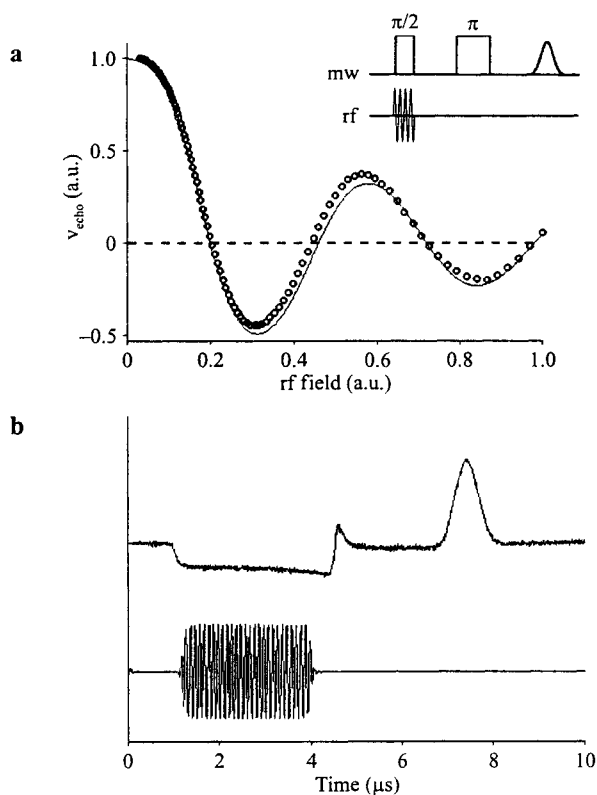 a
π/2
π
mw
rf
v_echo (a.u.)
1.0
0.5
0
−0.5
0 0.2 0.4 0.6 0.8 1.0
rf field (a.u.)
b
0 2 4 6 8 10
Time (μs)